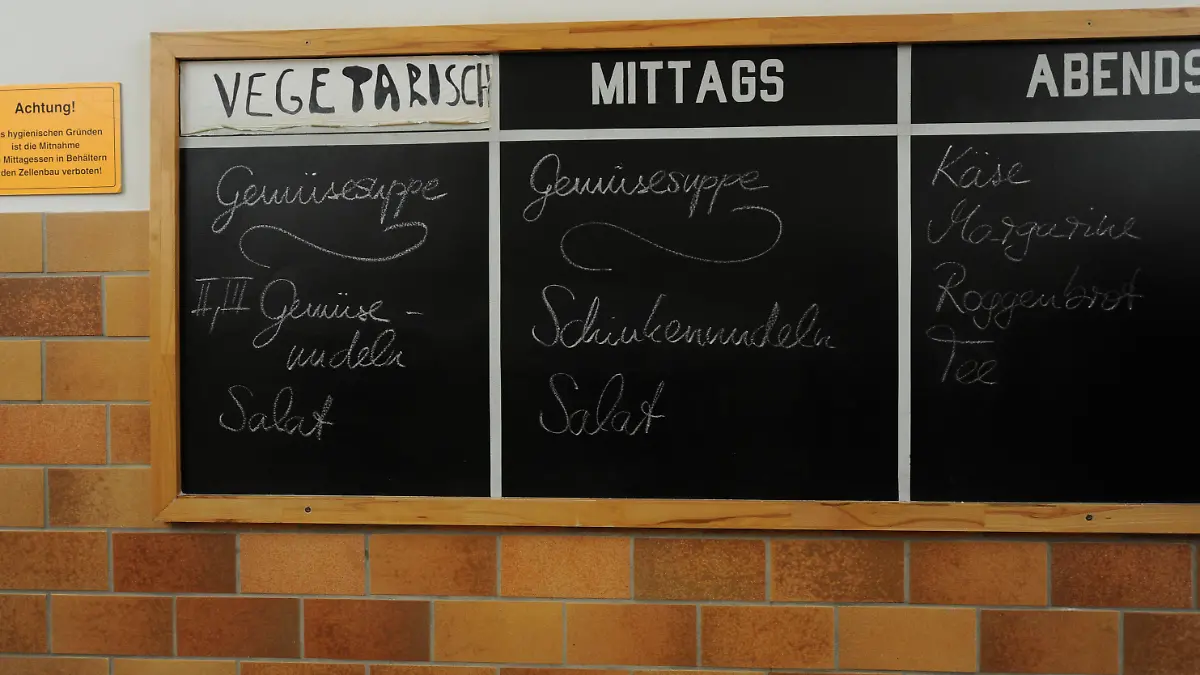 Achtung!
s hygienischen Gründen
ist die Mitnahme
Mittagessen in Behältern
den Zellenbau verboten!
VEGETARISCH
Gemüsesuppe
II, III Gemüse-
nudeln
Salat
MITTAGS
Gemüsesuppe
Schinkennudeln
Salat
ABENDS
Käse
Margarine
Roggenbrot
Tee